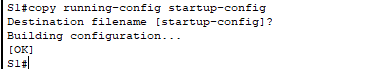 S1#copy running-config startup-config
Destination filename [startup-config]?
Building configuration...
[OK]
S1#